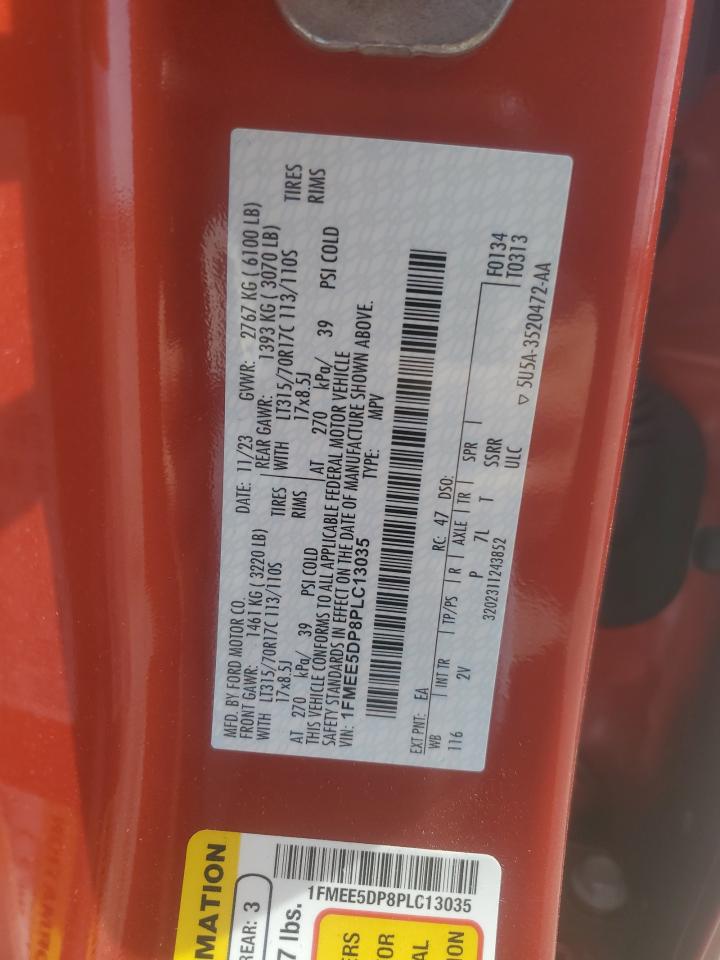 MFD. BY FORD MOTOR CO.
DATE: 11/23 GVWR: 2767 KG ( 6100 LB)
FRONT GAWR: 1461 KG ( 3220 LB) REAR GAWR: 1393 KG ( 3070 LB)
WITH LT315/70R17C 113/110S TIRES WITH LT315/70R17C 113/110S TIRES
17x8.5J RIMS 17x8.5J RIMS
AT 270 kPa/ 39 PSI COLD AT 270 kPa/ 39 PSI COLD
THIS VEHICLE CONFORMS TO ALL APPLICABLE FEDERAL MOTOR VEHICLE
SAFETY STANDARDS IN EFFECT ON THE DATE OF MANUFACTURE SHOWN ABOVE.
VIN: 1FMEE5DP8PLC13035 TYPE: MPV
EXT PNT: EA RC: 47 DSO:
WB INT TR TP/PS R AXLE TR SPR
116 2V P 7L T SSRR
ULC
F0134
T0313
3202311243852
▽ 5U5A-3520472-AA
MATION
REAR: 3
7 lbs.
1FMEE5DP8PLC13035
ERS
OR
AL
ION